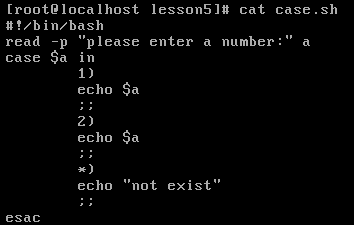 [root@localhost lesson5]# cat case.sh
#!/bin/bash
read -p "please enter a number:" a
case $a in
        1)
        echo $a
        ;;
        2)
        echo $a
        ;;
        *)
        echo "not exist"
        ;;
esac